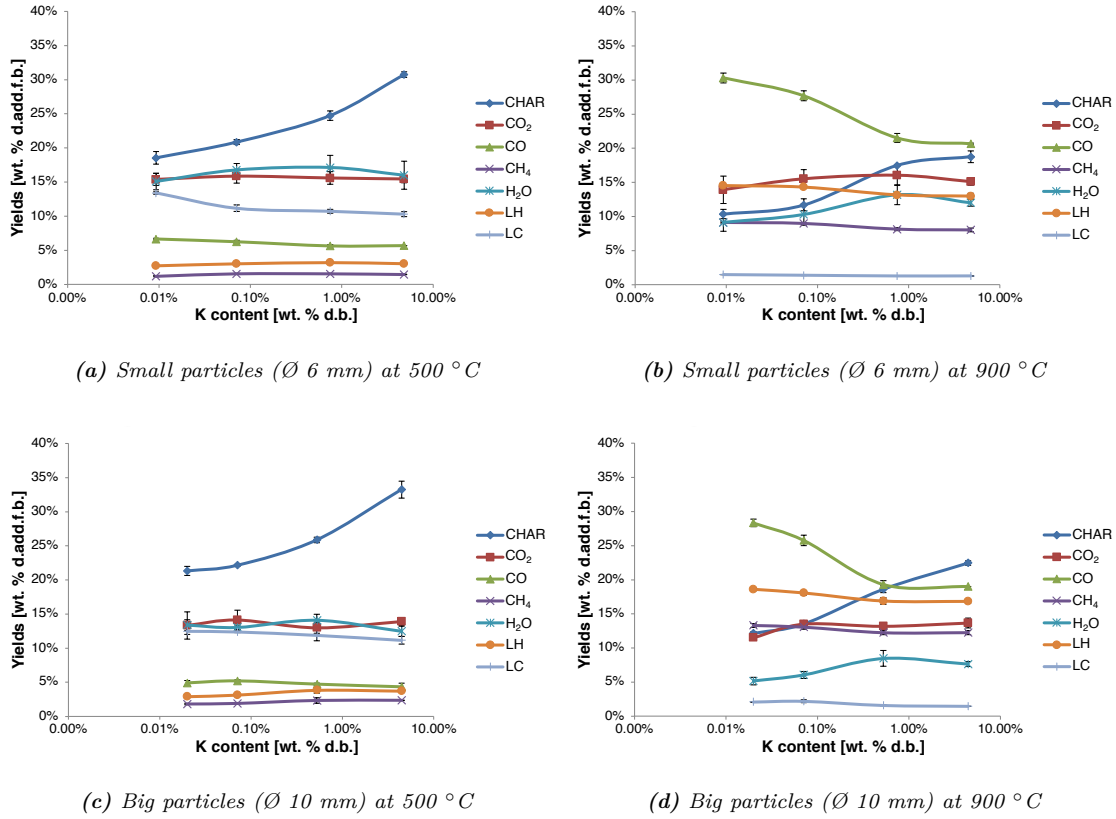 40%
35%
30%
25%
20%
15%
10%
5%
0%
Yields [wt. % d.add.f.b.]
0.00% 0.01% 0.10% 1.00% 10.00%
K content [wt. % d.b.]
CHAR
CO₂
CO
CH₄
H₂O
LH
LC
(a) Small particles (Ø 6 mm) at 500 °C
40%
35%
30%
25%
20%
15%
10%
5%
0%
Yields [wt. % d.add.f.b.]
0.00% 0.01% 0.10% 1.00% 10.00%
K content [wt. % d.b.]
CHAR
CO₂
CO
CH₄
H₂O
LH
LC
(b) Small particles (Ø 6 mm) at 900 °C
40%
35%
30%
25%
20%
15%
10%
5%
0%
Yields [wt. % d.add.f.b.]
0.00% 0.01% 0.10% 1.00% 10.00%
K content [wt. % d.b.]
CHAR
CO₂
CO
CH₄
H₂O
LH
LC
(c) Big particles (Ø 10 mm) at 500 °C
40%
35%
30%
25%
20%
15%
10%
5%
0%
Yields [wt. % d.add.f.b.]
0.00% 0.01% 0.10% 1.00% 10.00%
K content [wt. % d.b.]
CHAR
CO₂
CO
CH₄
H₂O
LH
LC
(d) Big particles (Ø 10 mm) at 900 °C